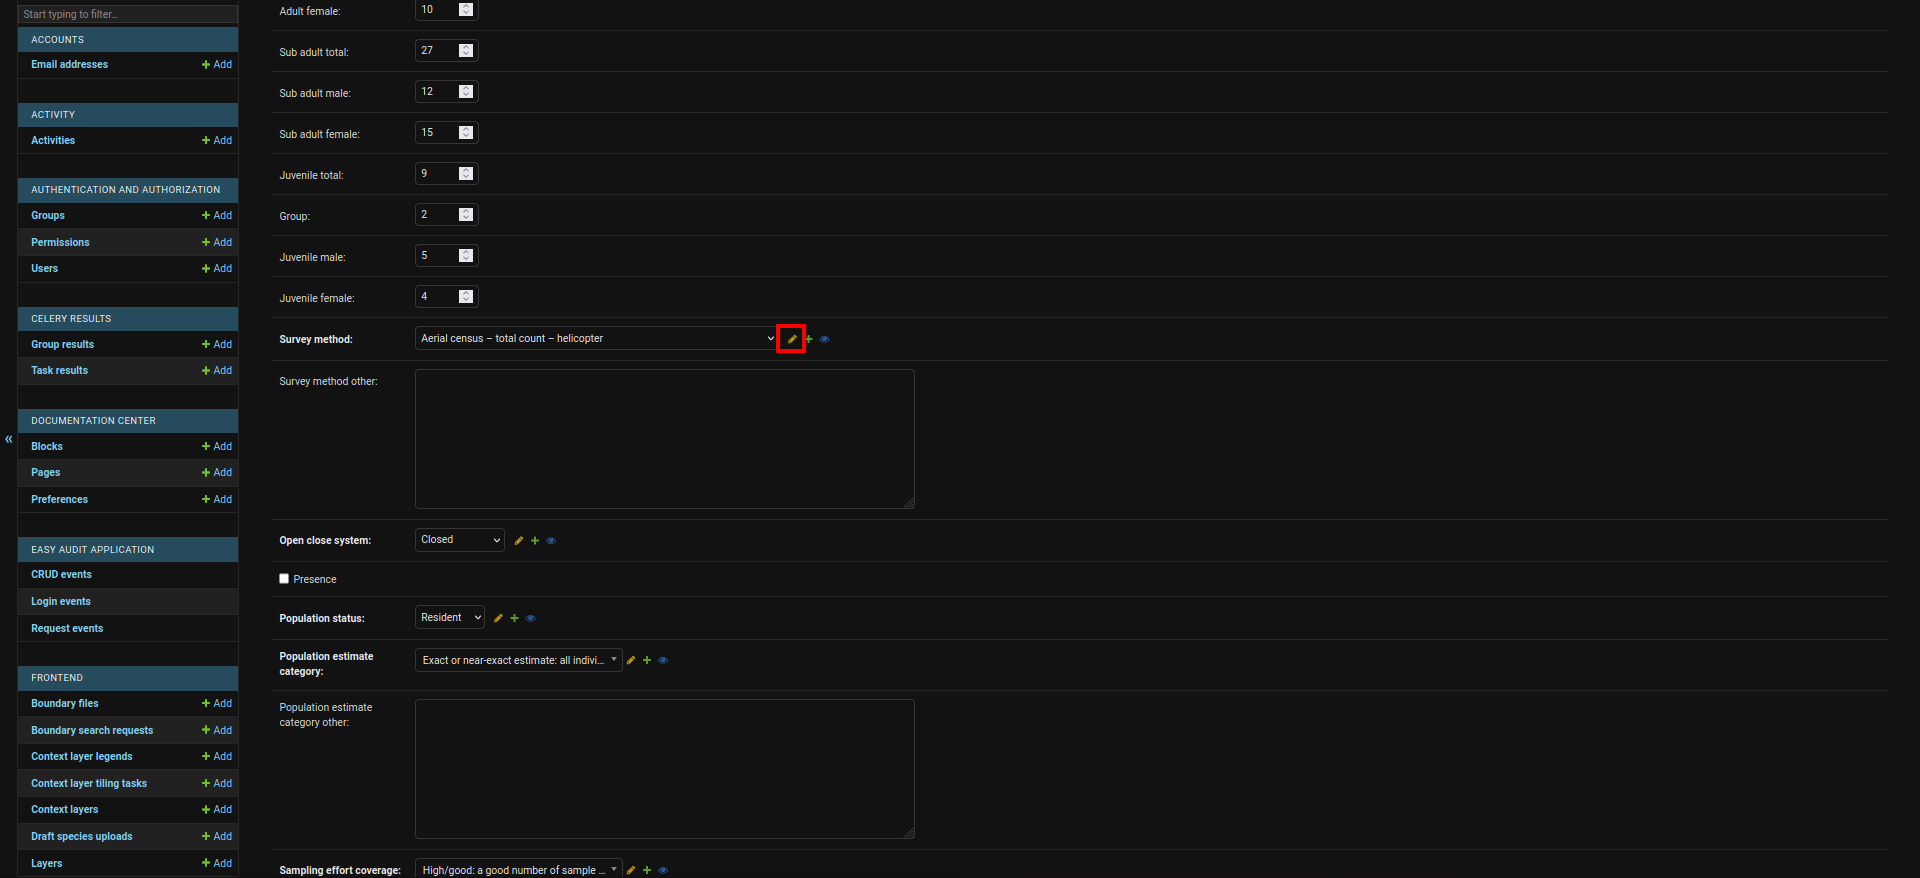 Start typing to filter...
ACCOUNTS
Email addresses
Add
ACTIVITY
Activities
Add
AUTHENTICATION AND AUTHORIZATION
Groups
Add
Permissions
Add
Users
Add
CELERY RESULTS
Group results
Add
Task results
Add
DOCUMENTATION CENTER
Blocks
Add
Pages
Add
Preferences
Add
EASY AUDIT APPLICATION
CRUD events
Login events
Request events
FRONTEND
Boundary files
Add
Boundary search requests
Add
Context layer legends
Add
Context layer tiling tasks
Add
Context layers
Add
Draft species uploads
Add
Layers
Add
«
Adult female:
10
Sub adult total:
27
Sub adult male:
12
Sub adult female:
15
Juvenile total:
9
Group:
2
Juvenile male:
5
Juvenile female:
4
Survey method:
Aerial census – total count – helicopter
Survey method other:
Open close system:
Closed
Presence
Population status:
Resident
Population estimate
category:
Exact or near-exact estimate: all indivi...
Population estimate
category other:
Sampling effort coverage:
High/good: a good number of sample ...